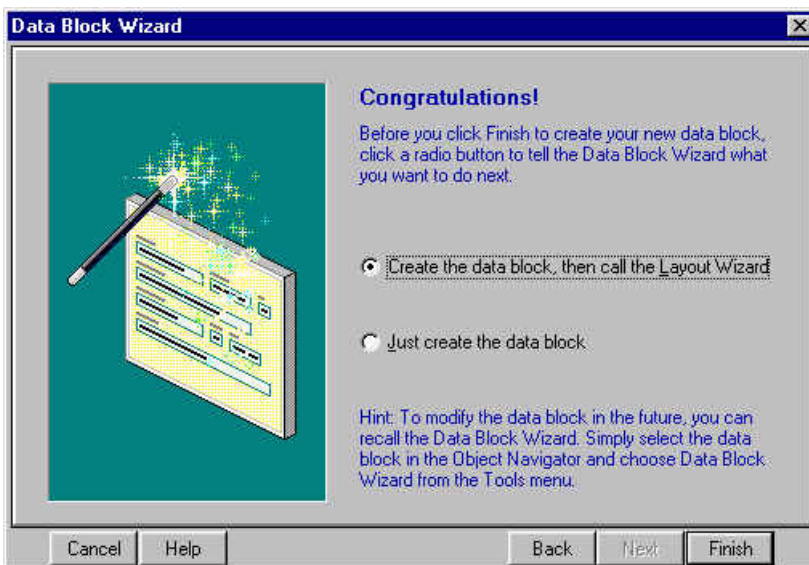 Data Block Wizard
Congratulations!
Before you click Finish to create your new data block,
click a radio button to tell the Data Block Wizard what
you want to do next.
Create the data block, then call the Layout Wizard
Just create the data block
Hint: To modify the data block in the future, you can
recall the Data Block Wizard. Simply select the data
block in the Object Navigator and choose Data Block
Wizard from the Tools menu.
Cancel Help Back Next Finish